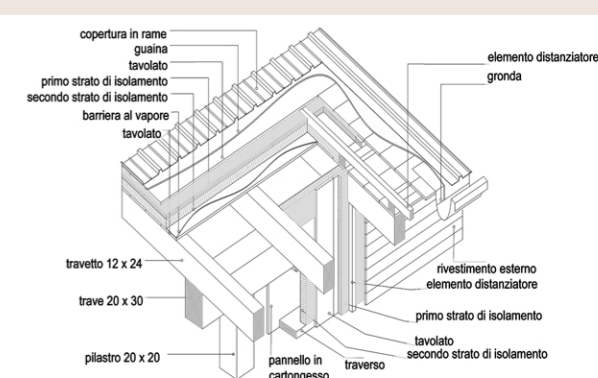 copertura in rame
guaina
tavolato
primo strato di isolamento
secondo strato di isolamento
barriera al vapore
tavolato
elemento distanziatore
gronda
travetto 12 x 24
trave 20 x 30
pilastro 20 x 20
pannello in
cartongesso
traverso
rivestimento esterno
elemento distanziatore
primo strato di isolamento
tavolato
secondo strato di isolamento